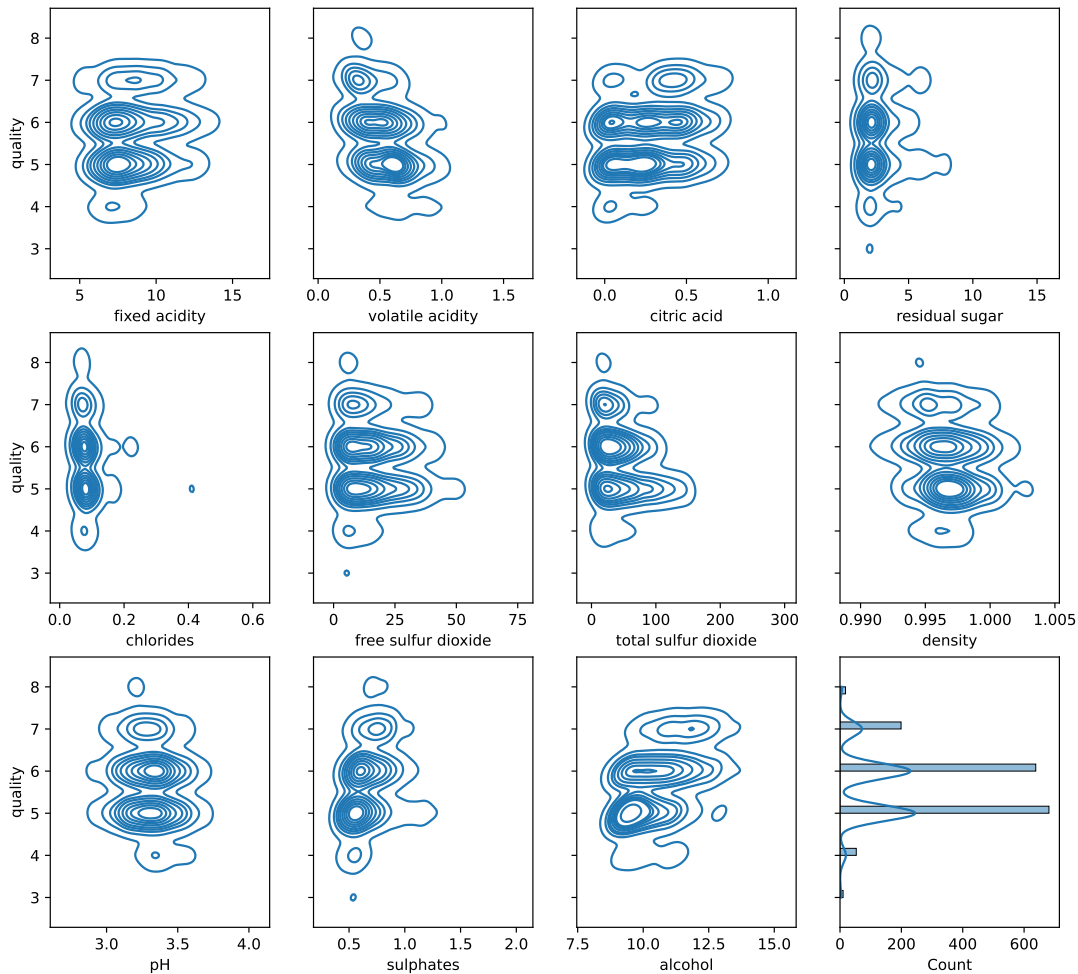 quality
8
7
6
5
4
3
5 10 15
0.0 0.5 1.0 1.5
0.0 0.5 1.0
0 5 10 15
fixed acidity
volatile acidity
citric acid
residual sugar
quality
8
7
6
5
4
3
0.0 0.2 0.4 0.6
0 25 50 75
0 100 200 300
0.990 0.995 1.000 1.005
chlorides
free sulfur dioxide
total sulfur dioxide
density
quality
8
7
6
5
4
3
3.0 3.5 4.0
0.5 1.0 1.5 2.0
7.5 10.0 12.5 15.0
0 200 400 600
pH
sulphates
alcohol
Count